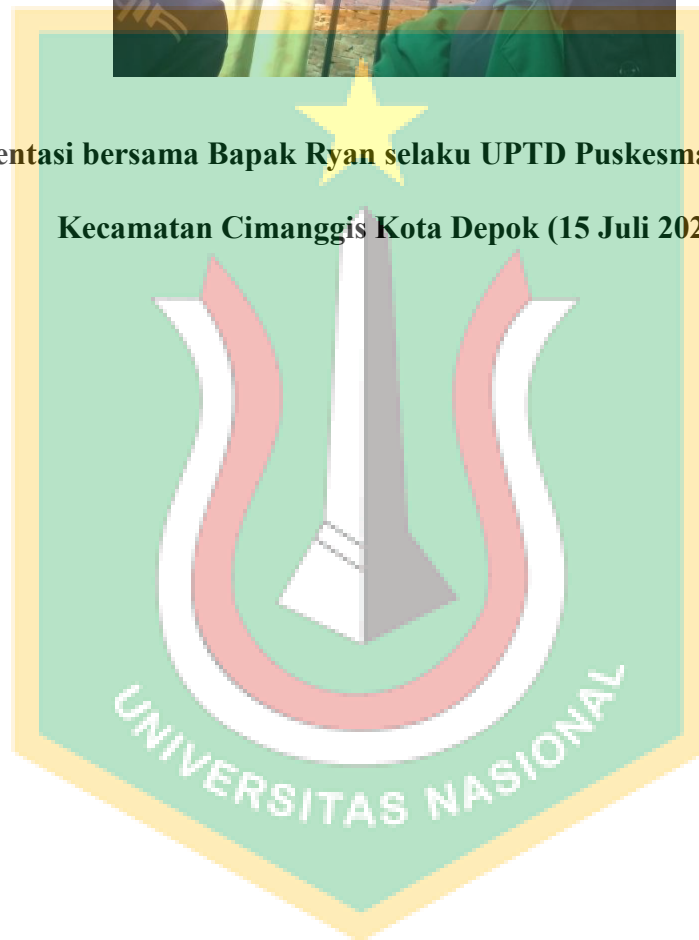 entasi bersama Bapak Ryan selaku UPTD Puskesma
Kecamatan Cimanggis Kota Depok (15 Juli 202
UNIVERSITAS NASIONAL